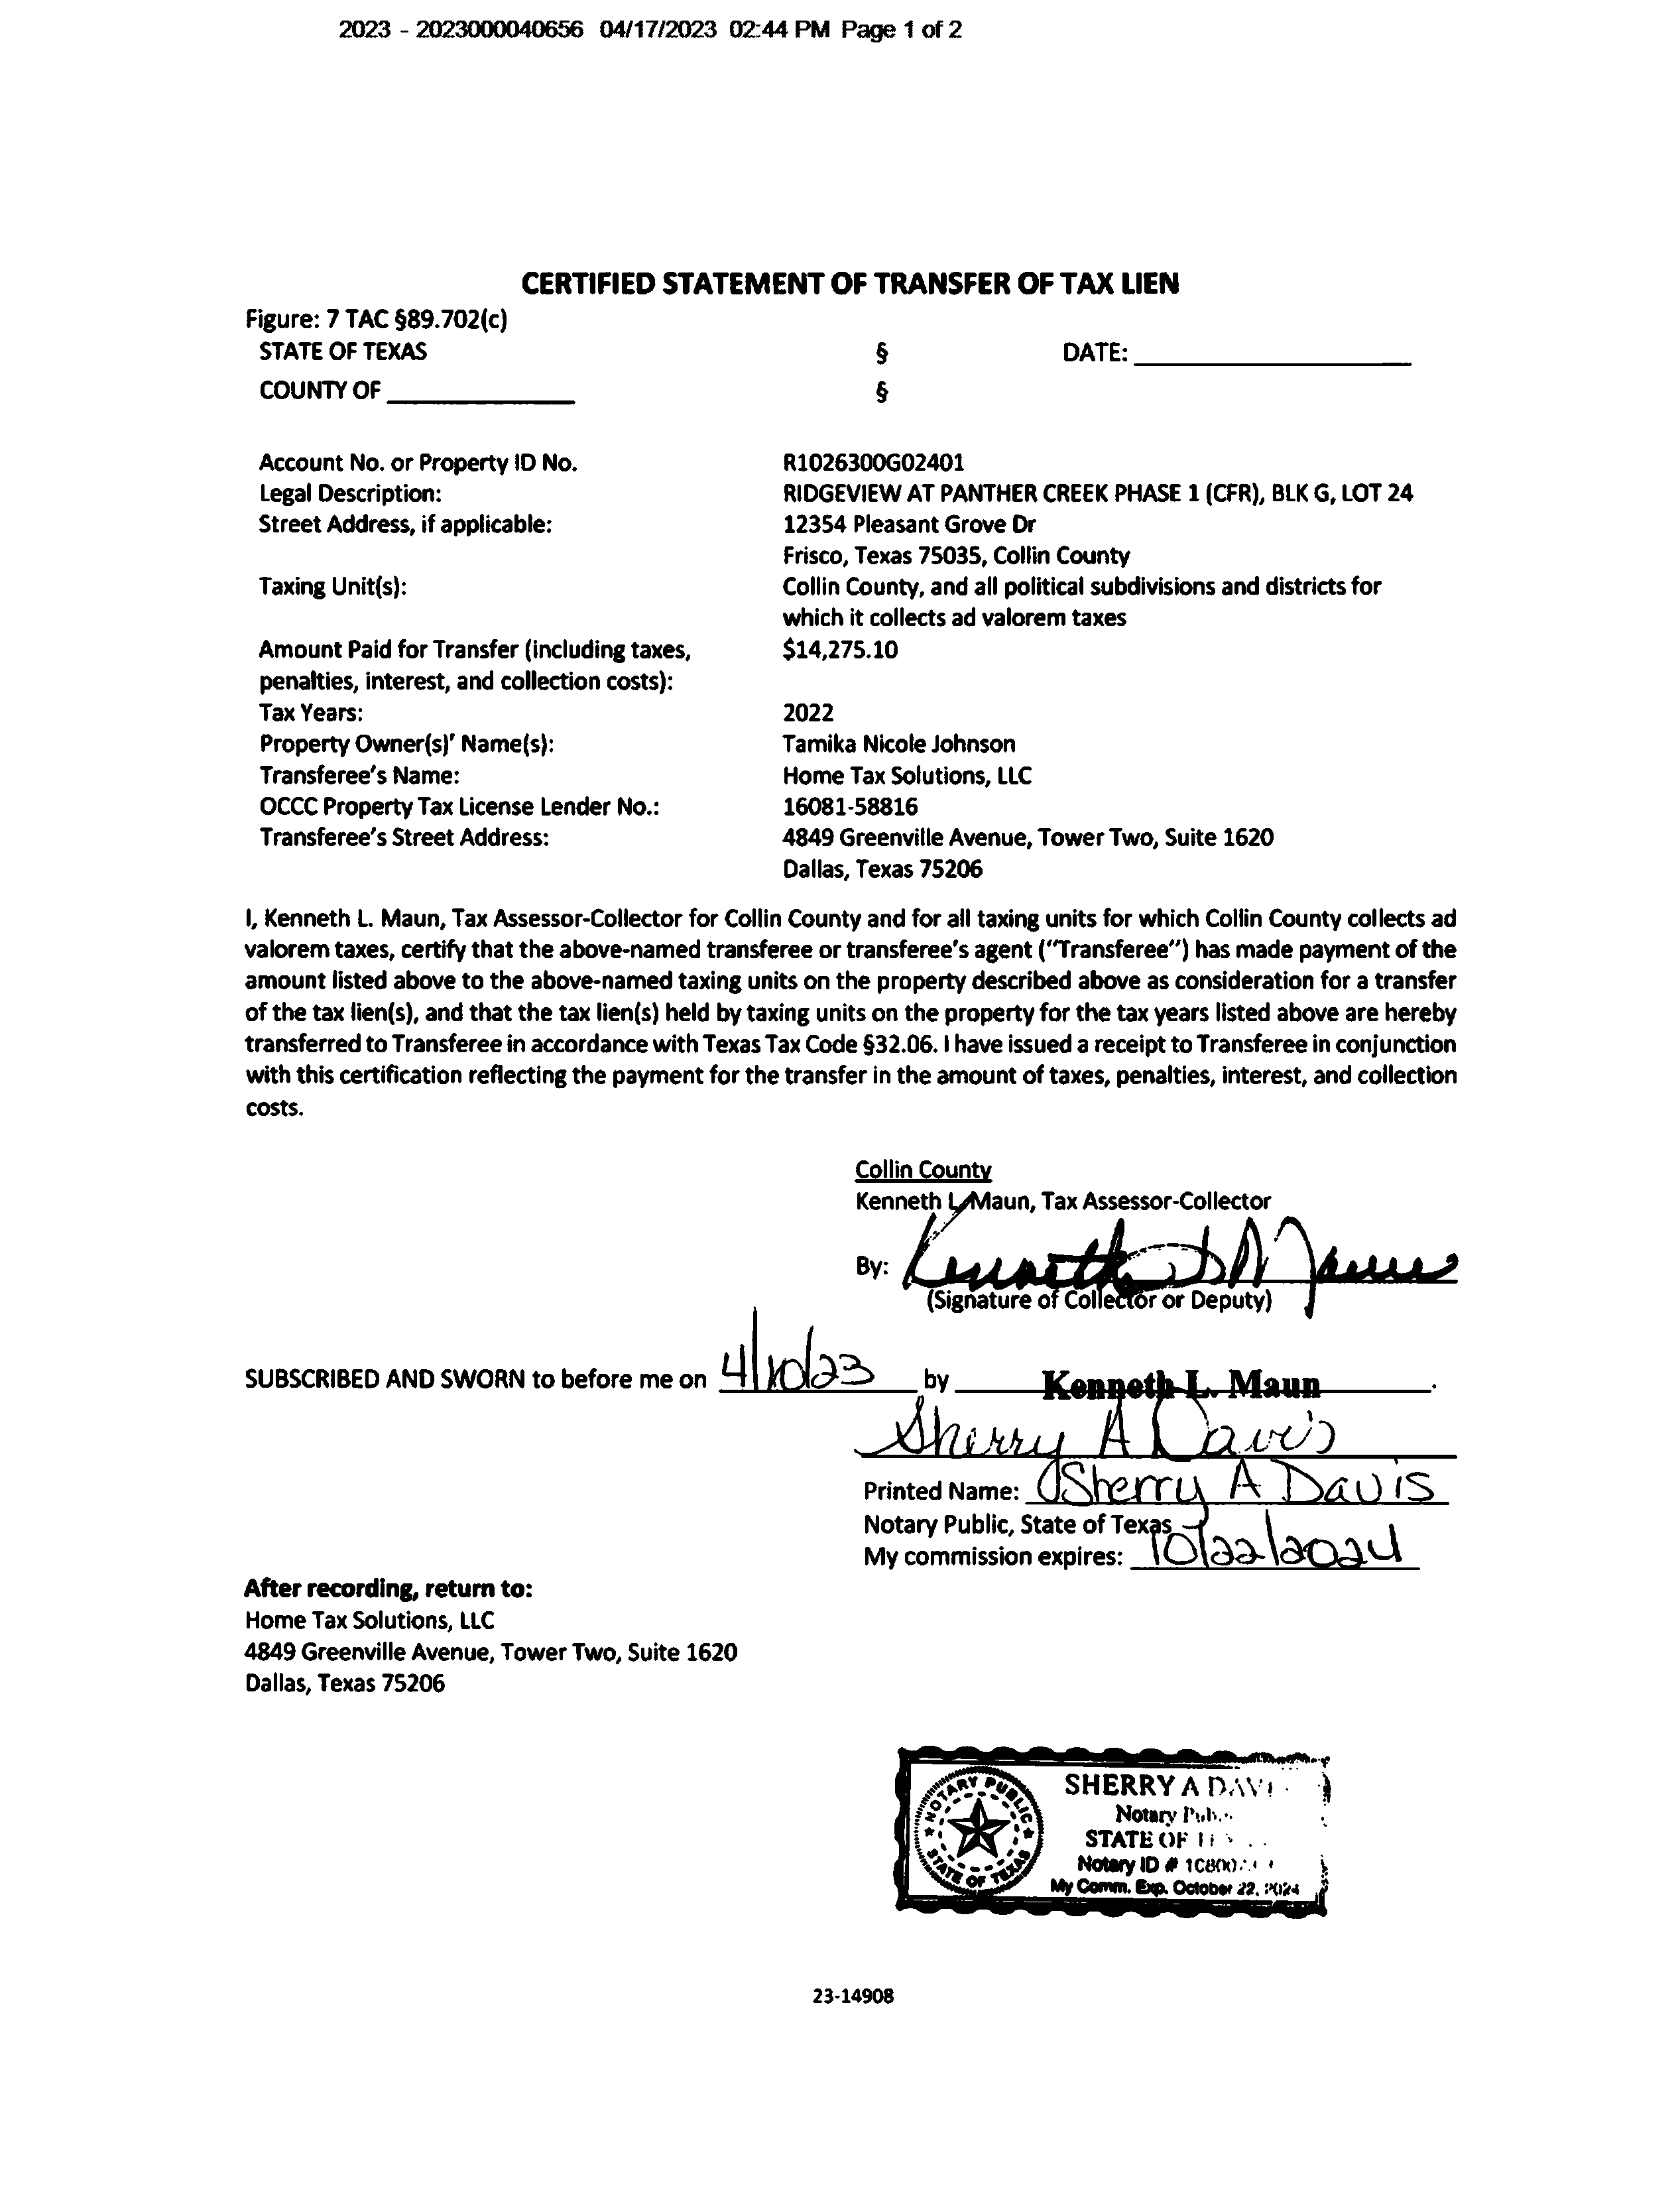 2023 - 2023000040656 04/17/2023 02:44 PM Page 1 of 2
CERTIFIED STATEMENT OF TRANSFER OF TAX LIEN
Figure: 7 TAC §89.702(c)
STATE OF TEXAS § DATE:
COUNTY OF §
Account No. or Property ID No. R1026300G02401
Legal Description: RIDGEVIEW AT PANTHER CREEK PHASE 1 (CFR), BLK G, LOT 24
Street Address, if applicable: 12354 Pleasant Grove Dr
Frisco, Texas 75035, Collin County
Taxing Unit(s): Collin County, and all political subdivisions and districts for
which it collects ad valorem taxes
Amount Paid for Transfer (including taxes, $14,275.10
penalties, interest, and collection costs):
Tax Years: 2022
Property Owner(s)' Name(s): Tamika Nicole Johnson
Transferee's Name: Home Tax Solutions, LLC
OCCC Property Tax License Lender No.: 16081-58816
Transferee's Street Address: 4849 Greenville Avenue, Tower Two, Suite 1620
Dallas, Texas 75206
I, Kenneth L. Maun, Tax Assessor-Collector for Collin County and for all taxing units for which Collin County collects ad
valorem taxes, certify that the above-named transferee or transferee's agent ("Transferee") has made payment of the
amount listed above to the above-named taxing units on the property described above as consideration for a transfer
of the tax lien(s), and that the tax lien(s) held by taxing units on the property for the tax years listed above are hereby
transferred to Transferee in accordance with Texas Tax Code §32.06. I have issued a receipt to Transferee in conjunction
with this certification reflecting the payment for the transfer in the amount of taxes, penalties, interest, and collection
costs.
Collin County
Kenneth L. Maun, Tax Assessor-Collector
By: Kenneth L Maun
(Signature of Collector or Deputy)
SUBSCRIBED AND SWORN to before me on 4/10/23 by Kenneth L. Maun.
Sherry A Davis
Printed Name: Sherry A Davis
Notary Public, State of Texas
My commission expires: 10/22/2024
After recording, return to:
Home Tax Solutions, LLC
4849 Greenville Avenue, Tower Two, Suite 1620
Dallas, Texas 75206
NOTARY PUBLIC
STATE OF TEXAS
SHERRY A
Notary
STATE OF
Notary ID #
My Comm. Exp. October 22, 2024
23-14908